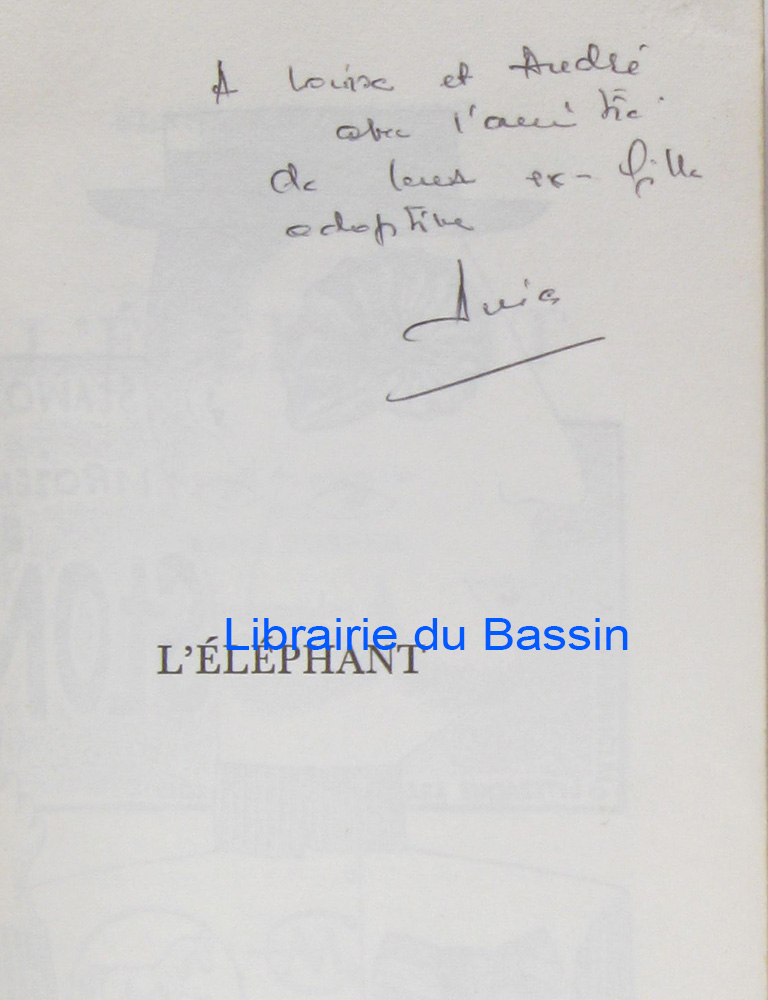 A Louise et André
avec l'amitié
de leur ex-fille
adoptive
Librairie du Bassin
L'ÉLÉPHANT